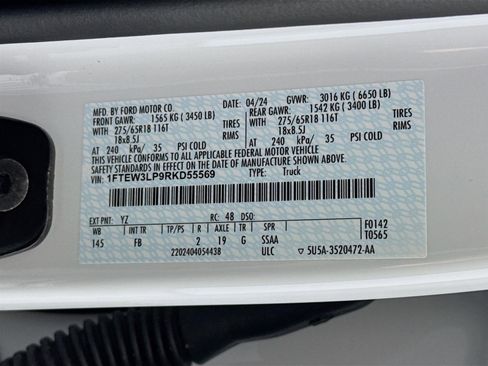 MFD. BY FORD MOTOR CO. DATE: 04/24 GVWR: 3016 KG (6650 LB)
FRONT GAWR: 1565 KG (3450 LB) REAR GAWR: 1542 KG (3400 LB)
WITH 275/65R18 116T TIRES WITH 275/65R18 116T TIRES
18x8.5J RIMS 18x8.5J RIMS
AT 240 kPa/ 35 PSI COLD AT 240 kPa/ 35 PSI COLD
THIS VEHICLE CONFORMS TO ALL APPLICABLE FEDERAL MOTOR VEHICLE
SAFETY STANDARDS IN EFFECT ON THE DATE OF MANUFACTURE SHOWN ABOVE.
VIN: 1FTEW3LP9RKD55569 TYPE: Truck
EXT PNT: YZ RC: 48 DSO: F0142
WB INT TR TP/PS R AXLE TR SPR T0565
145 FB 2 19 G SSAA
2202404054438 ULC ▽ 5U5A-3520472-AA